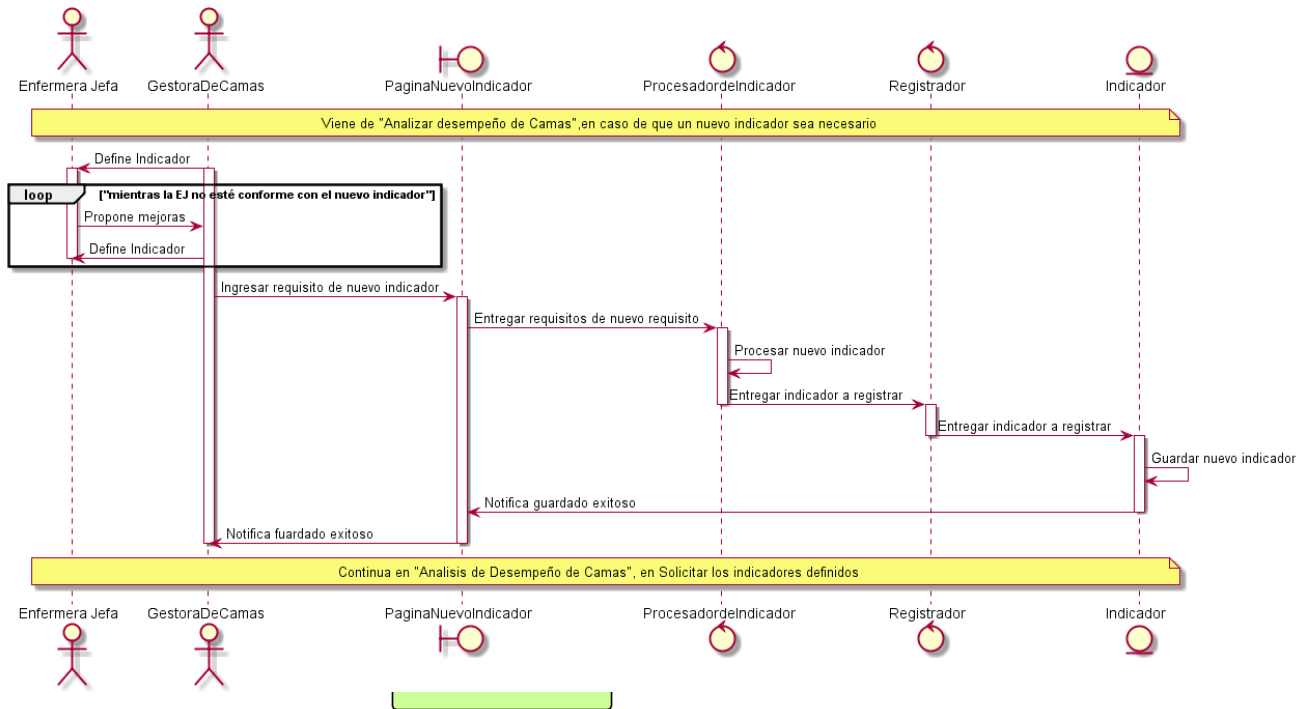 Enfermera Jefa GestoraDeCamas PaginaNuevoIndicador ProcesadordeIndicador Registrador Indicador
Viene de "Analizar desempeño de Camas",en caso de que un nuevo indicador sea necesario
Define Indicador
loop ["mientras la EJ no esté conforme con el nuevo indicador"]
Propone mejoras
Define Indicador
Ingresar requisito de nuevo indicador
Entregar requisitos de nuevo requisito
Procesar nuevo indicador
Entregar indicador a registrar
Entregar indicador a registrar
Guardar nuevo indicador
Notifica guardado exitoso
Notifica fuardado exitoso
Continua en "Analisis de Desempeño de Camas", en Solicitar los indicadores definidos
Enfermera Jefa GestoraDeCamas PaginaNuevoIndicador ProcesadordeIndicador Registrador Indicador